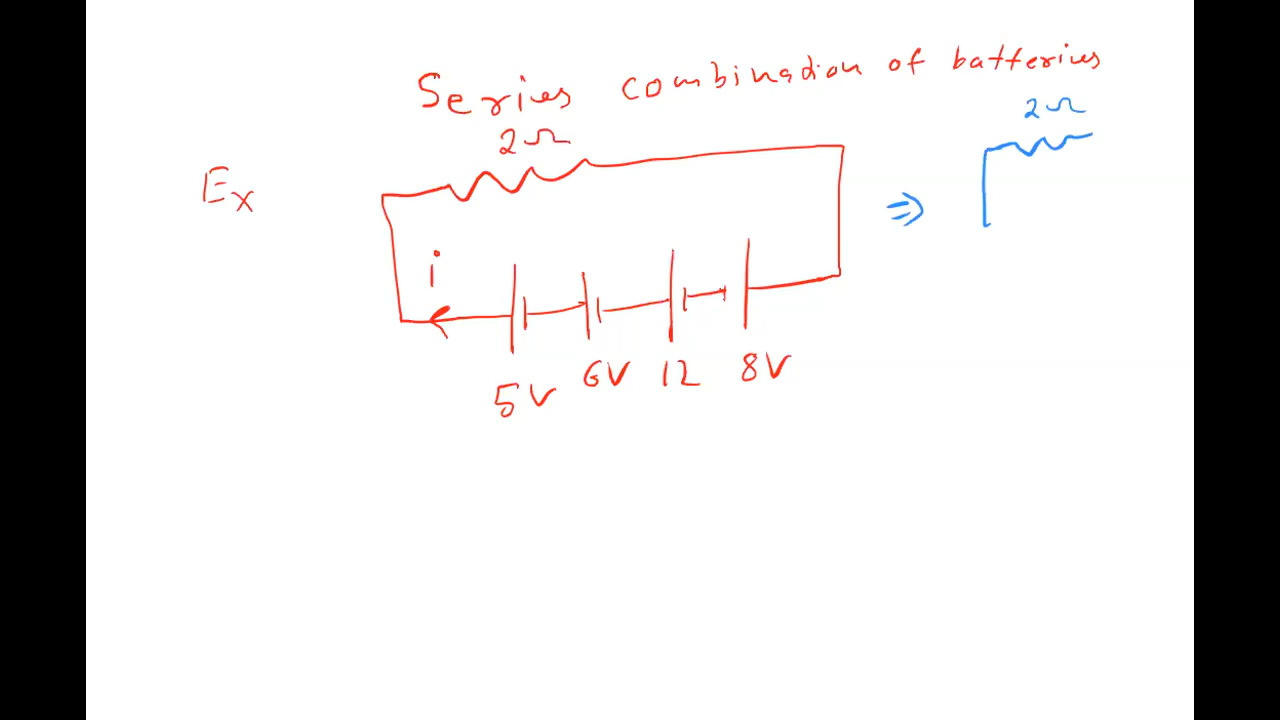 Series combination of batteries
2Ω
2Ω
Ex
i
5V 6V 12 8V